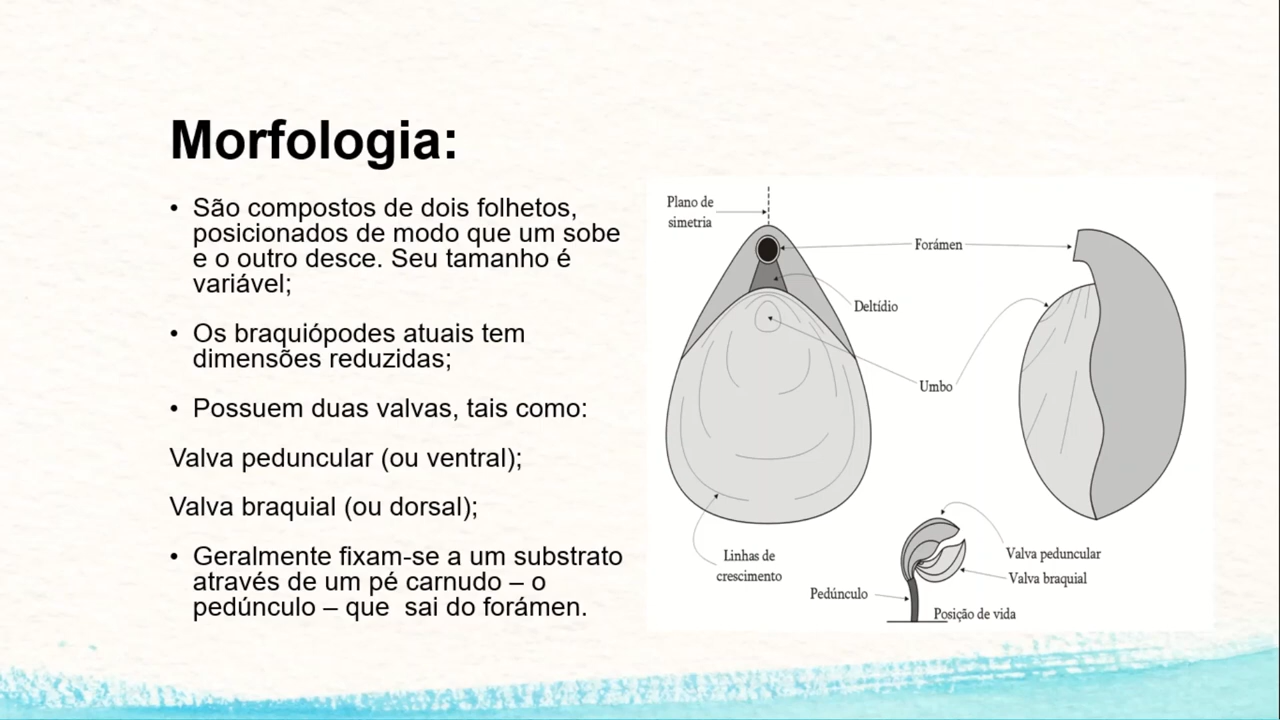 Morfologia:
• São compostos de dois folhetos,
posicionados de modo que um sobe
e o outro desce. Seu tamanho é
variável;
• Os braquiópodes atuais tem
dimensões reduzidas;
• Possuem duas valvas, tais como:
Valva peduncular (ou ventral);
Valva braquial (ou dorsal);
• Geralmente fixam-se a um substrato
através de um pé carnudo – o
pedúnculo – que  sai do forámen.
Plano de
simetria
Forámen
Deltídio
Umbo
Linhas de
crescimento
Valva peduncular
Valva braquial
Pedúnculo
Posição de vida